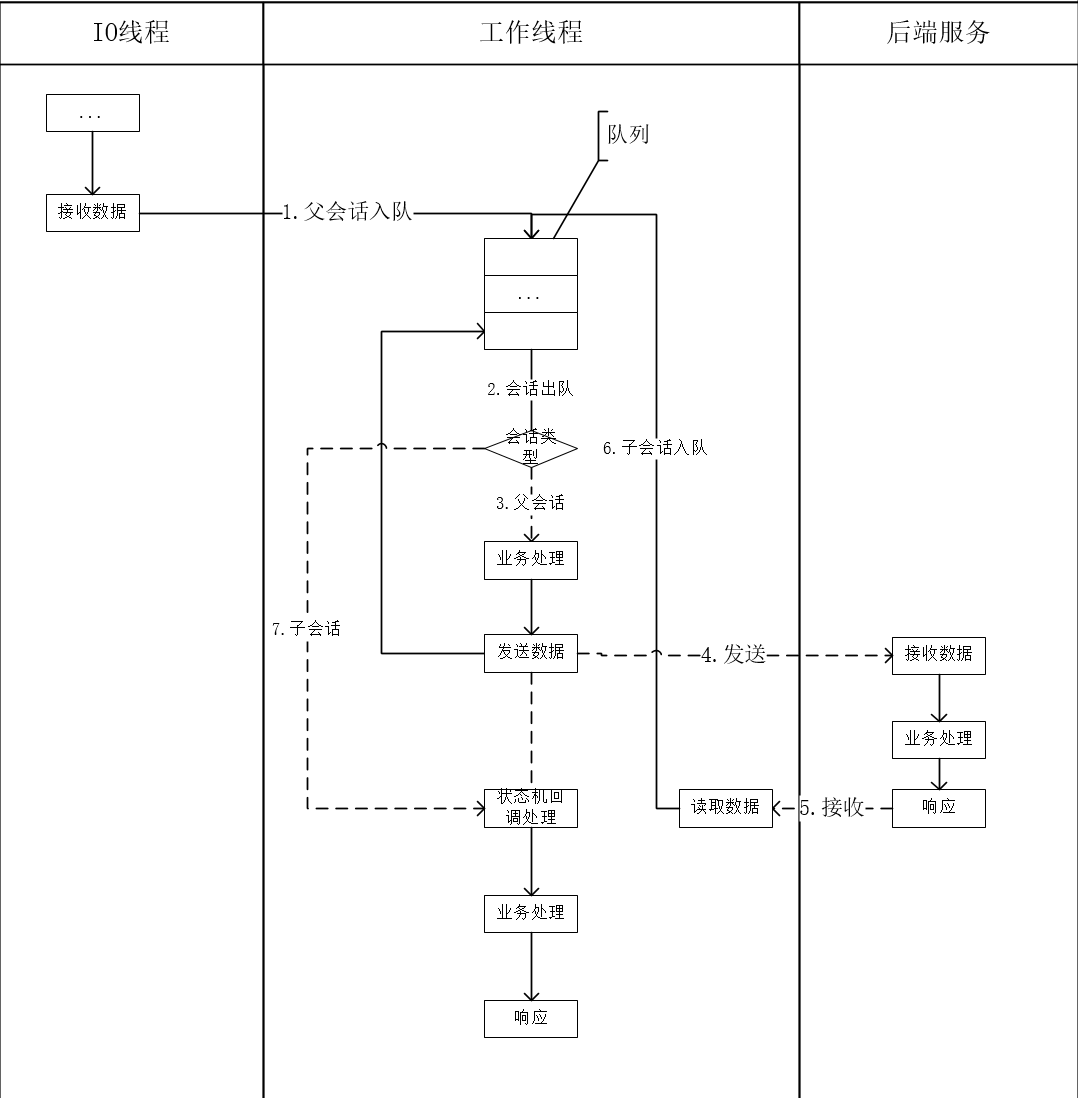 IO线程
工作线程
后端服务
...
队列
接收数据
1.父会话入队
...
2.会话出队
会话类
型
6.子会话入队
3.父会话
业务处理
7.子会话
发送数据
4.发送
接收数据
业务处理
状态机回
调处理
读取数据
5.接收
响应
业务处理
响应